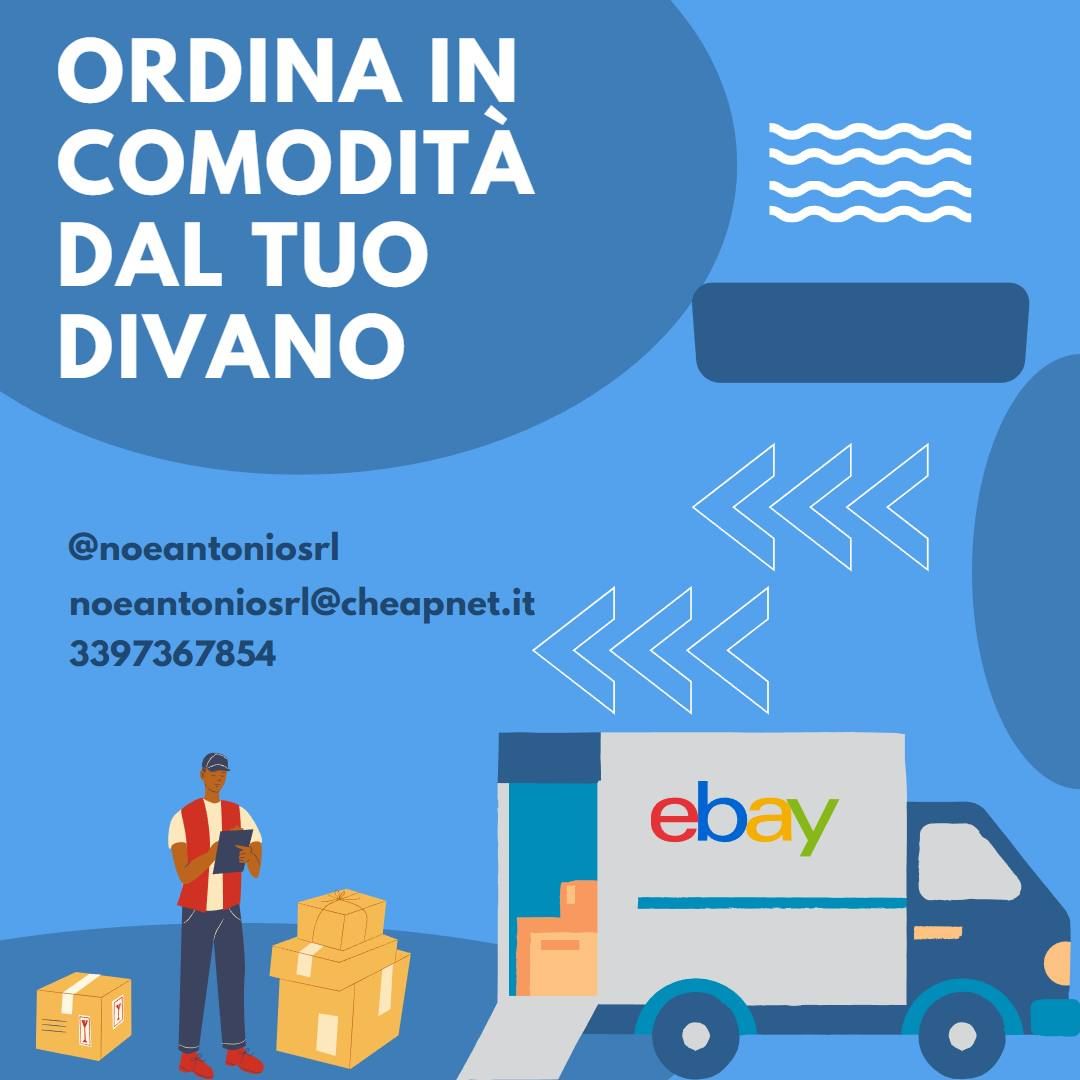 ORDINA IN
COMODITÀ
DAL TUO
DIVANO
@noeantoniosrl
noeantoniosrl@cheapnet.it
3397367854
ebay